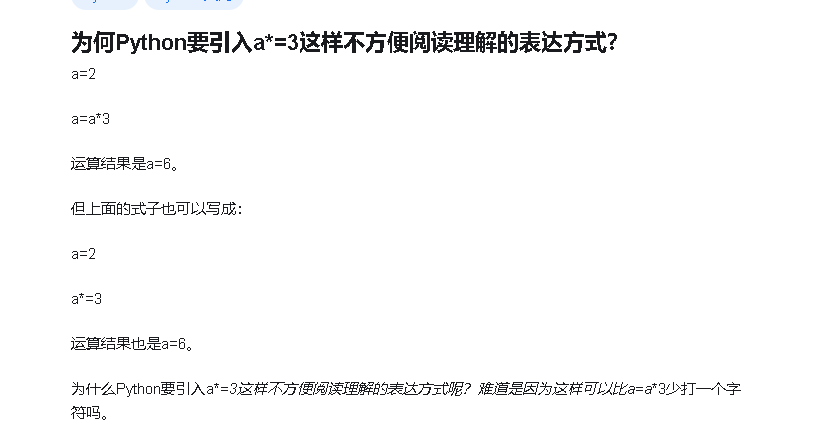 为何Python要引入a*=3这样不方便阅读理解的表达方式？
a=2
a=a*3
运算结果是a=6。
但上面的式子也可以写成：
a=2
a*=3
运算结果也是a=6。
为什么Python要引入a*=3这样不方便阅读理解的表达方式呢？难道是因为这样可以比a=a*3少打一个字
符吗。